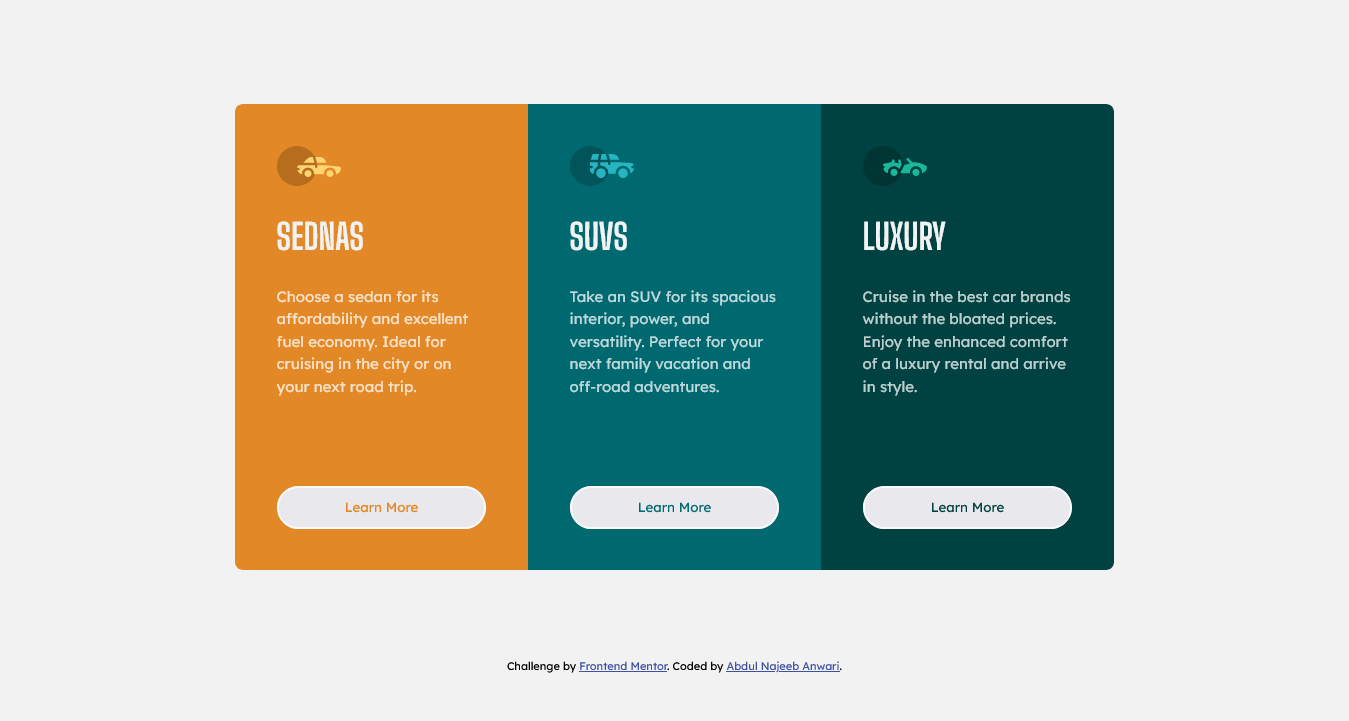 SEDNAS
Choose a sedan for its
affordability and excellent
fuel economy. Ideal for
cruising in the city or on
your next road trip.
Learn More
SUVS
Take an SUV for its spacious
interior, power, and
versatility. Perfect for your
next family vacation and
off-road adventures.
Learn More
LUXURY
Cruise in the best car brands
without the bloated prices.
Enjoy the enhanced comfort
of a luxury rental and arrive
in style.
Learn More
Challenge by Frontend Mentor. Coded by Abdul Najeeb Anwari.